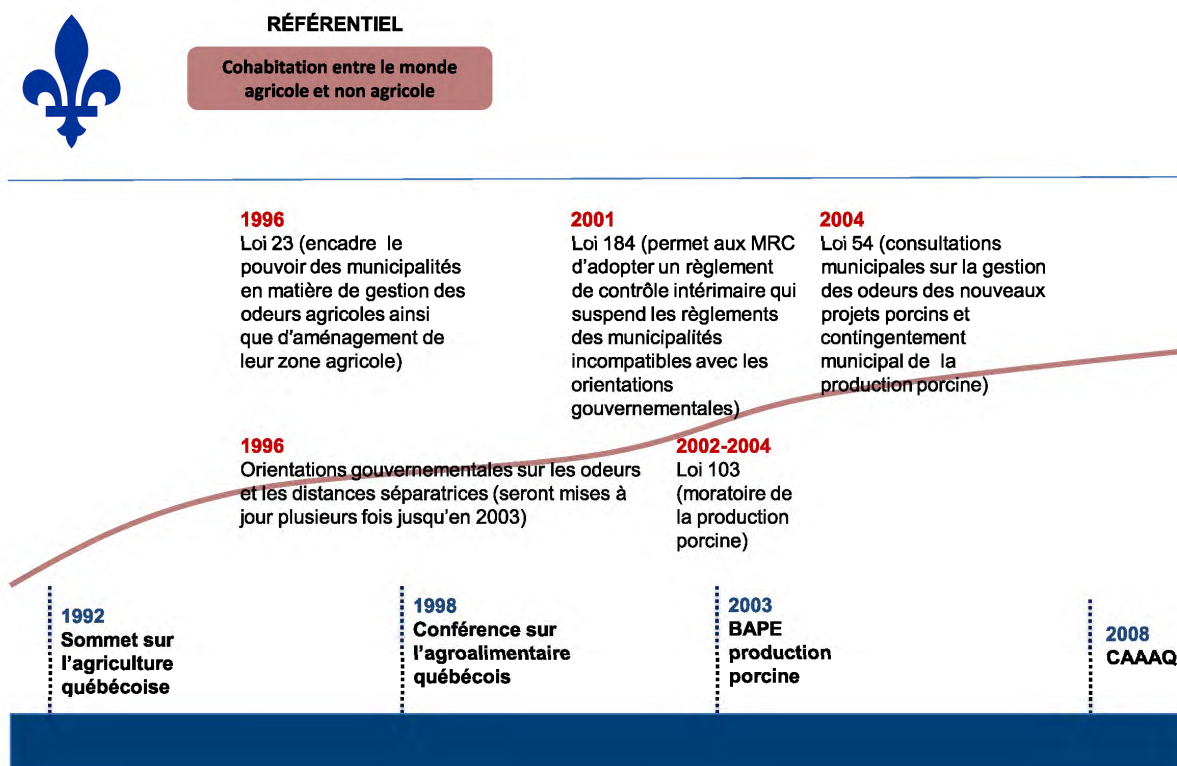 RÉFÉRENTIEL
Cohabitation entre le monde
agricole et non agricole
1996
Loi 23 (encadre le
pouvoir des municipalités
en matière de gestion des
odeurs agricoles ainsi
que d'aménagement de
leur zone agricole)
2001
Loi 184 (permet aux MRC
d'adopter un règlement
de contrôle intérimaire qui
suspend les règlements
des municipalités
incompatibles avec les
orientations
gouvernementales)
2004
Loi 54 (consultations
municipales sur la gestion
des odeurs des nouveaux
projets porcins et
contingentement
municipal de la
production porcine)
1996
Orientations gouvernementales sur les odeurs
et les distances séparatrices (seront mises à
jour plusieurs fois jusqu'en 2003)
2002-2004
Loi 103
(moratoire de
la production
porcine)
1992
Sommet sur
l'agriculture
québécoise
1998
Conférence sur
l'agroalimentaire
québécois
2003
BAPE
production
porcine
2008
CAAAQ